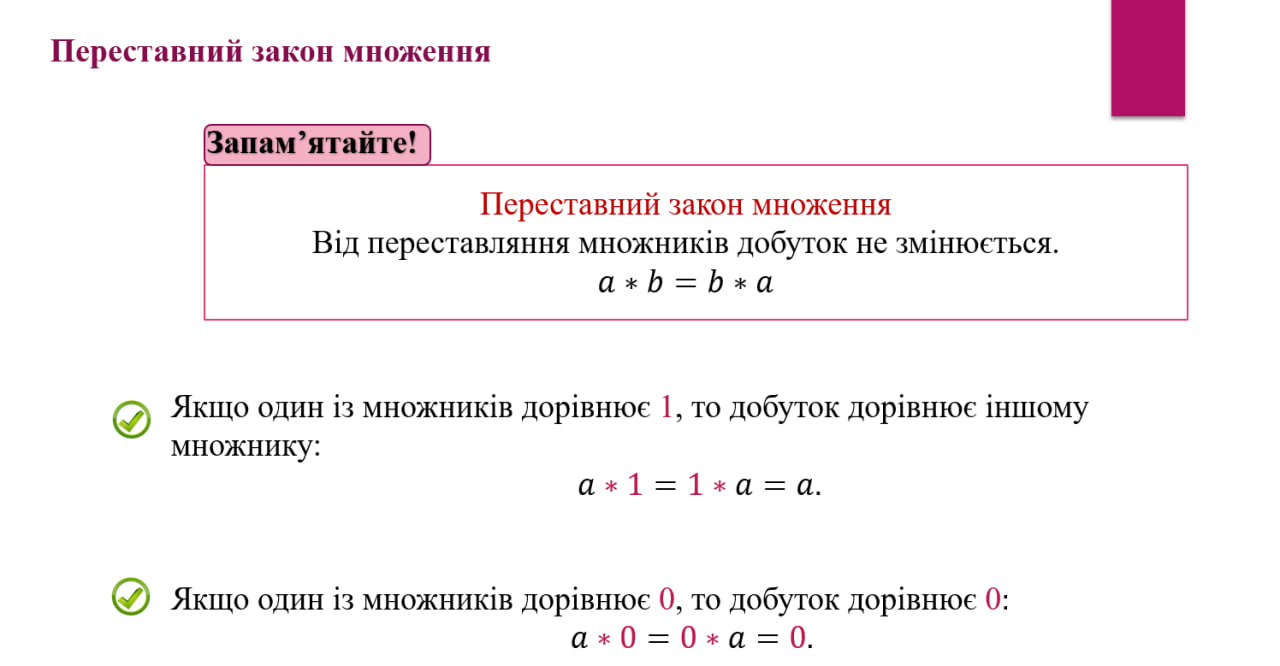 Переставний закон множення
Запам’ятайте!
Переставний закон множення
Від переставляння множників добуток не змінюється.
a ∗ b = b ∗ a
Якщо один із множників дорівнює 1, то добуток дорівнює іншому
множнику:
a ∗ 1 = 1 ∗ a = a.
Якщо один із множників дорівнює 0, то добуток дорівнює 0:
a ∗ 0 = 0 ∗ a = 0.